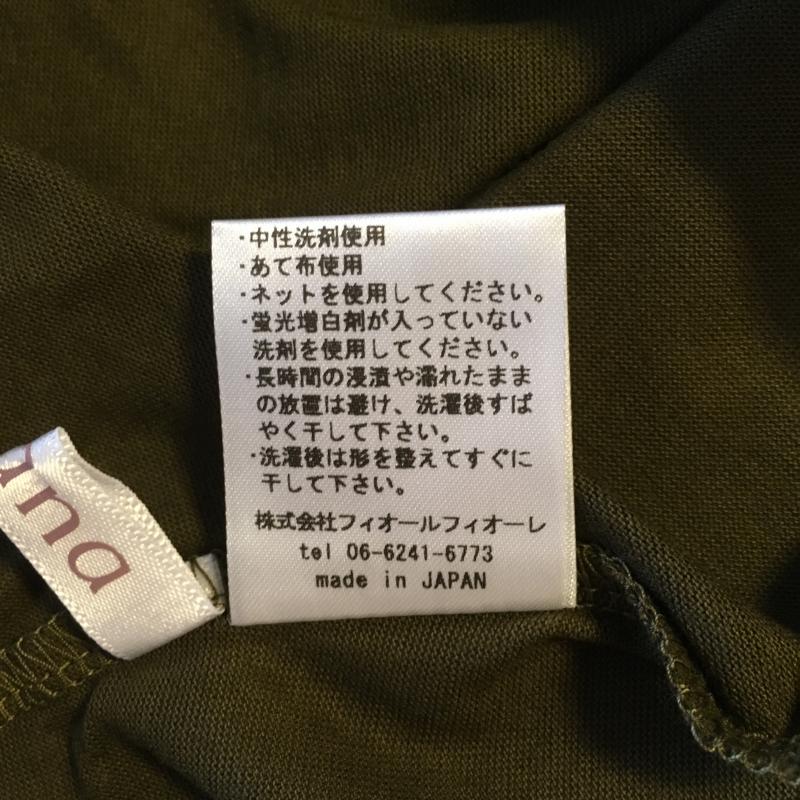 ・中性洗剤使用
・あて布使用
・ネットを使用してください。
・蛍光増白剤が入っていない
洗剤を使用してください。
・長時間の浸漬や濡れたまま
の放置は避け、洗濯後すば
やく干して下さい。
・洗濯後は形を整えてすぐに
干して下さい。
株式会社フィオールフィオーレ
tel 06-6241-6773
made in JAPAN
una